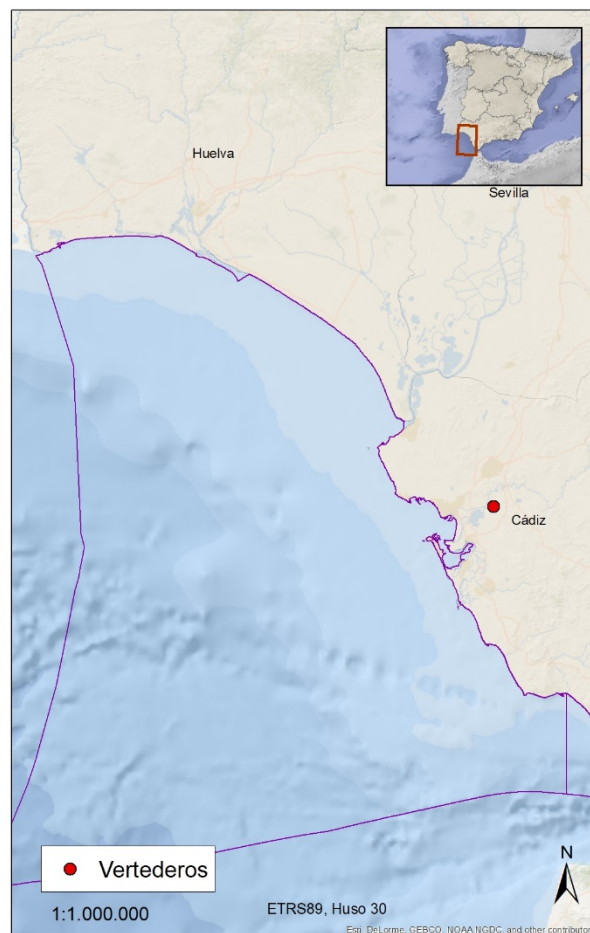 Huelva
Sevilla
Cádiz
Vertederos
N
1:1.000.000
ETRS89, Huso 30
Esri, DeLorme, GEBCO, NOAA NGDC, and other contributors